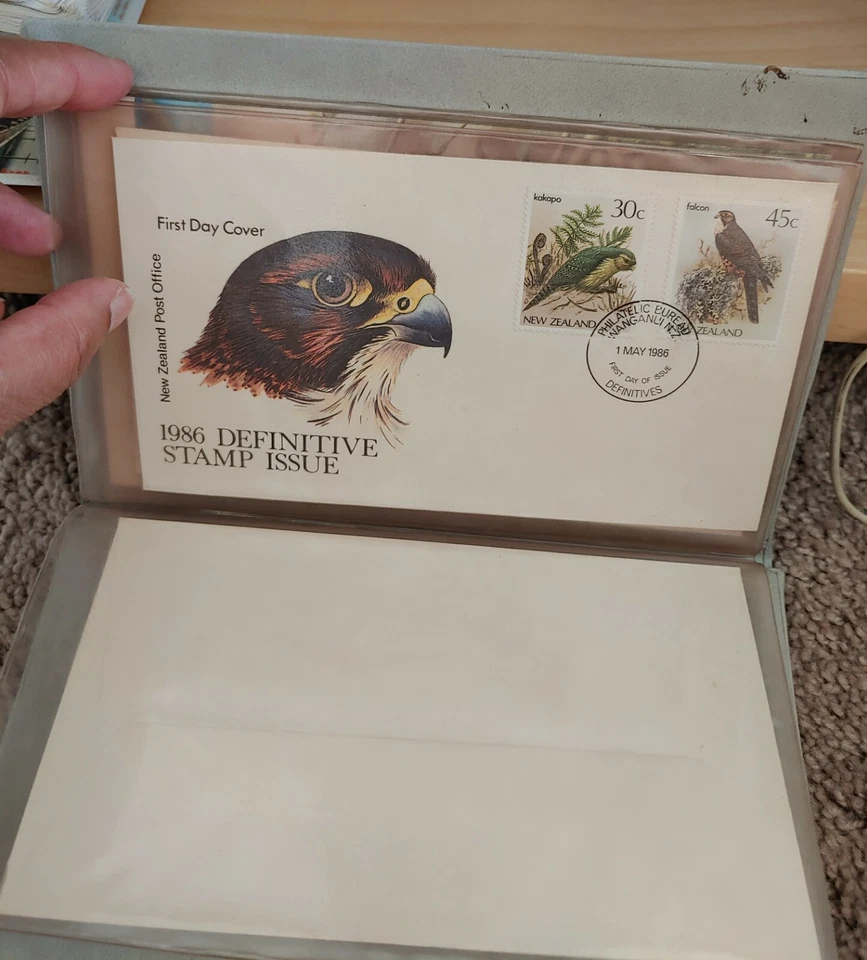 First Day Cover
New Zealand Post Office
1986 DEFINITIVE
STAMP ISSUE
kakapo
30c
NEW ZEALAND
falcon
45c
ZEALAND
PHILATELIC BUREAU
WANGANUI N.Z.
1 MAY 1986
FIRST DAY OF ISSUE
DEFINITIVES